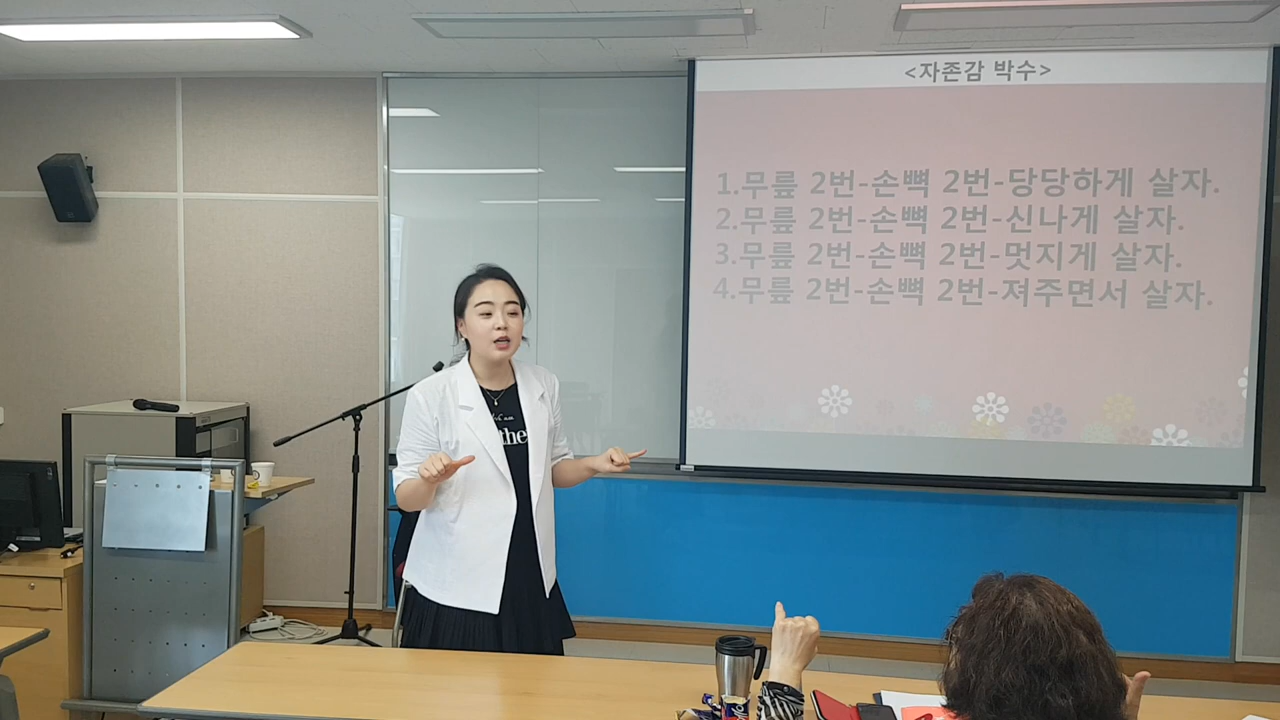 <자존감 박수>
1.무릎 2번-손뼉 2번-당당하게 살자.
2.무릎 2번-손뼉 2번-신나게 살자.
3.무릎 2번-손뼉 2번-멋지게 살자.
4.무릎 2번-손뼉 2번-져주면서 살자.
the